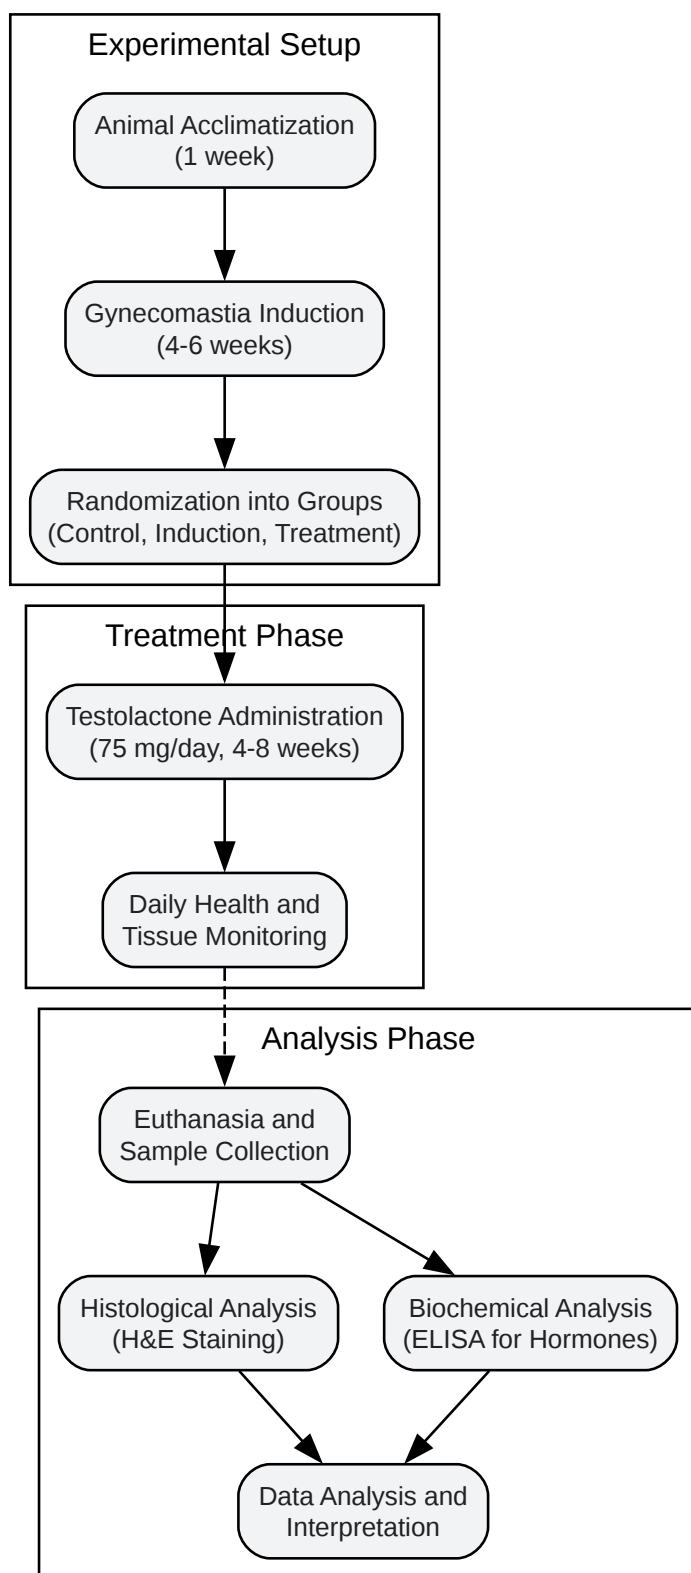 Experimental Setup
Animal Acclimatization
(1 week)
Gynecomastia Induction
(4-6 weeks)
Randomization into Groups
(Control, Induction, Treatment)
Treatment Phase
Testolactone Administration
(75 mg/day, 4-8 weeks)
Daily Health and
Tissue Monitoring
Analysis Phase
Euthanasia and
Sample Collection
Histological Analysis
(H&E Staining)
Biochemical Analysis
(ELISA for Hormones)
Data Analysis and
Interpretation